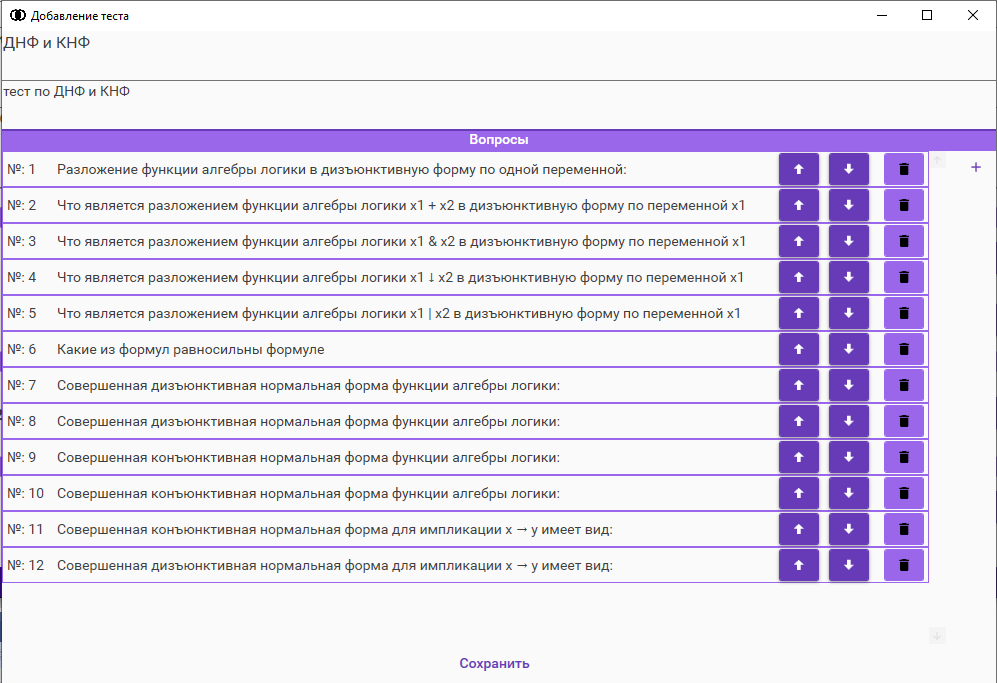 Добавление теста
ДНФ и КНФ
тест по ДНФ и КНФ
Вопросы
№: 1 Разложение функции алгебры логики в дизъюнктивную форму по одной переменной:
№: 2 Что является разложением функции алгебры логики x1 + x2 в дизъюнктивную форму по переменной x1
№: 3 Что является разложением функции алгебры логики x1 & x2 в дизъюнктивную форму по переменной x1
№: 4 Что является разложением функции алгебры логики x1 ↓ x2 в дизъюнктивную форму по переменной x1
№: 5 Что является разложением функции алгебры логики x1 | x2 в дизъюнктивную форму по переменной x1
№: 6 Какие из формул равносильны формуле
№: 7 Совершенная дизъюнктивная нормальная форма функции алгебры логики:
№: 8 Совершенная дизъюнктивная нормальная форма функции алгебры логики:
№: 9 Совершенная конъюнктивная нормальная форма функции алгебры логики:
№: 10 Совершенная конъюнктивная нормальная форма функции алгебры логики:
№: 11 Совершенная конъюнктивная нормальная форма для импликации x → y имеет вид:
№: 12 Совершенная дизъюнктивная нормальная форма для импликации x → y имеет вид:
Сохранить